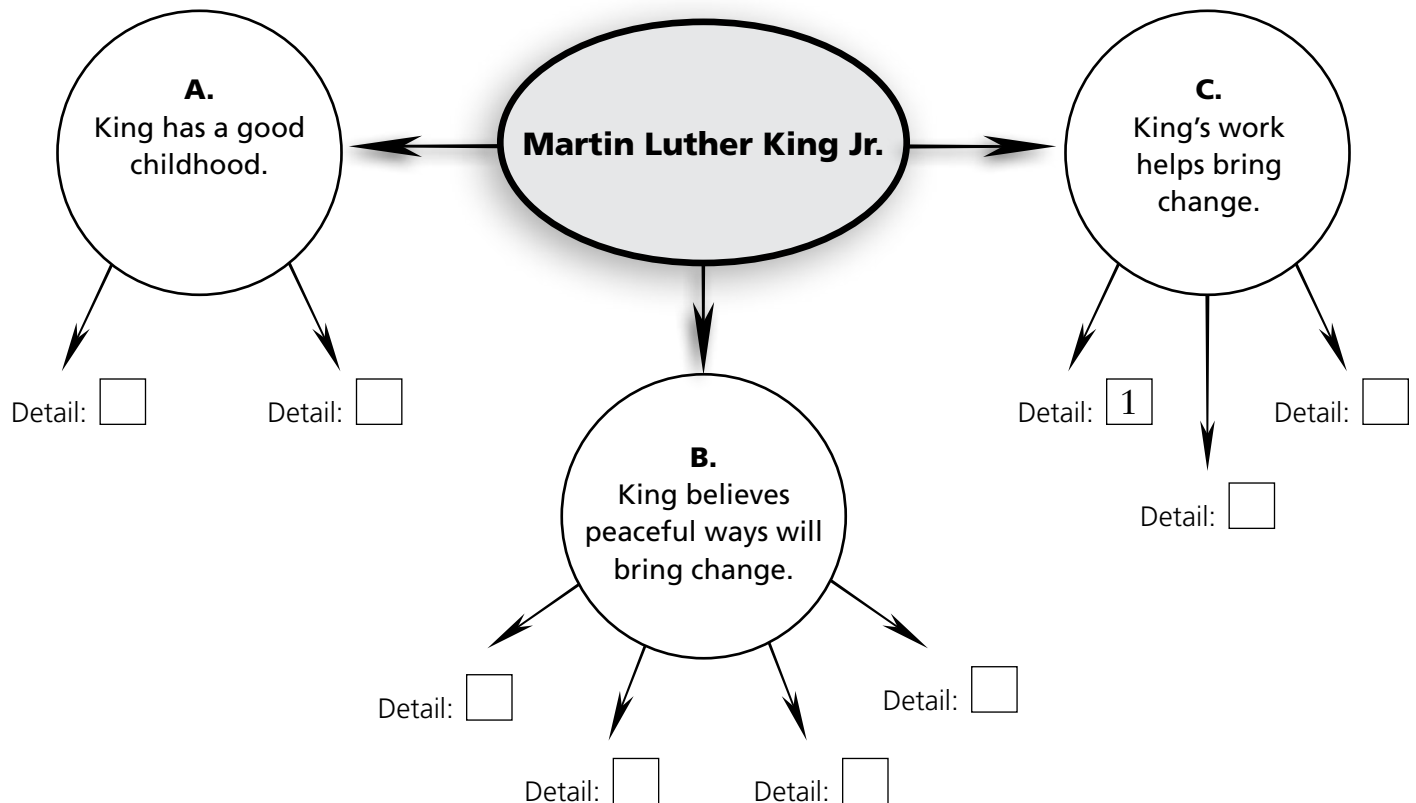 Martin Luther King Jr.
A.
King has a good
childhood.
Detail:
Detail:
B.
King believes
peaceful ways will
bring change.
Detail:
Detail:
Detail:
Detail:
C.
King’s work
helps bring
change.
Detail: 1
Detail:
Detail: